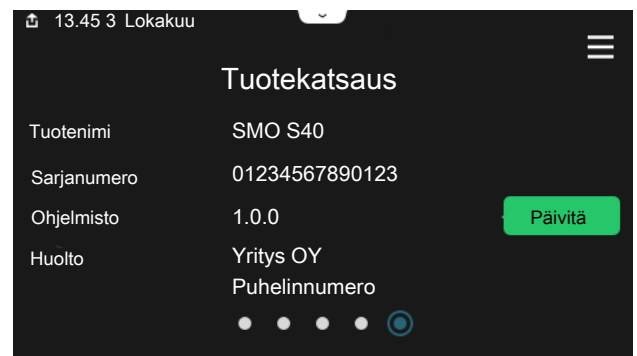 13.45 3 Lokakuu
Tuotekatsaus
Tuotenimi SMO S40
Sarjanumero 01234567890123
Ohjelmisto 1.0.0 Päivitä
Huolto Yritys OY
Puhelinnumero